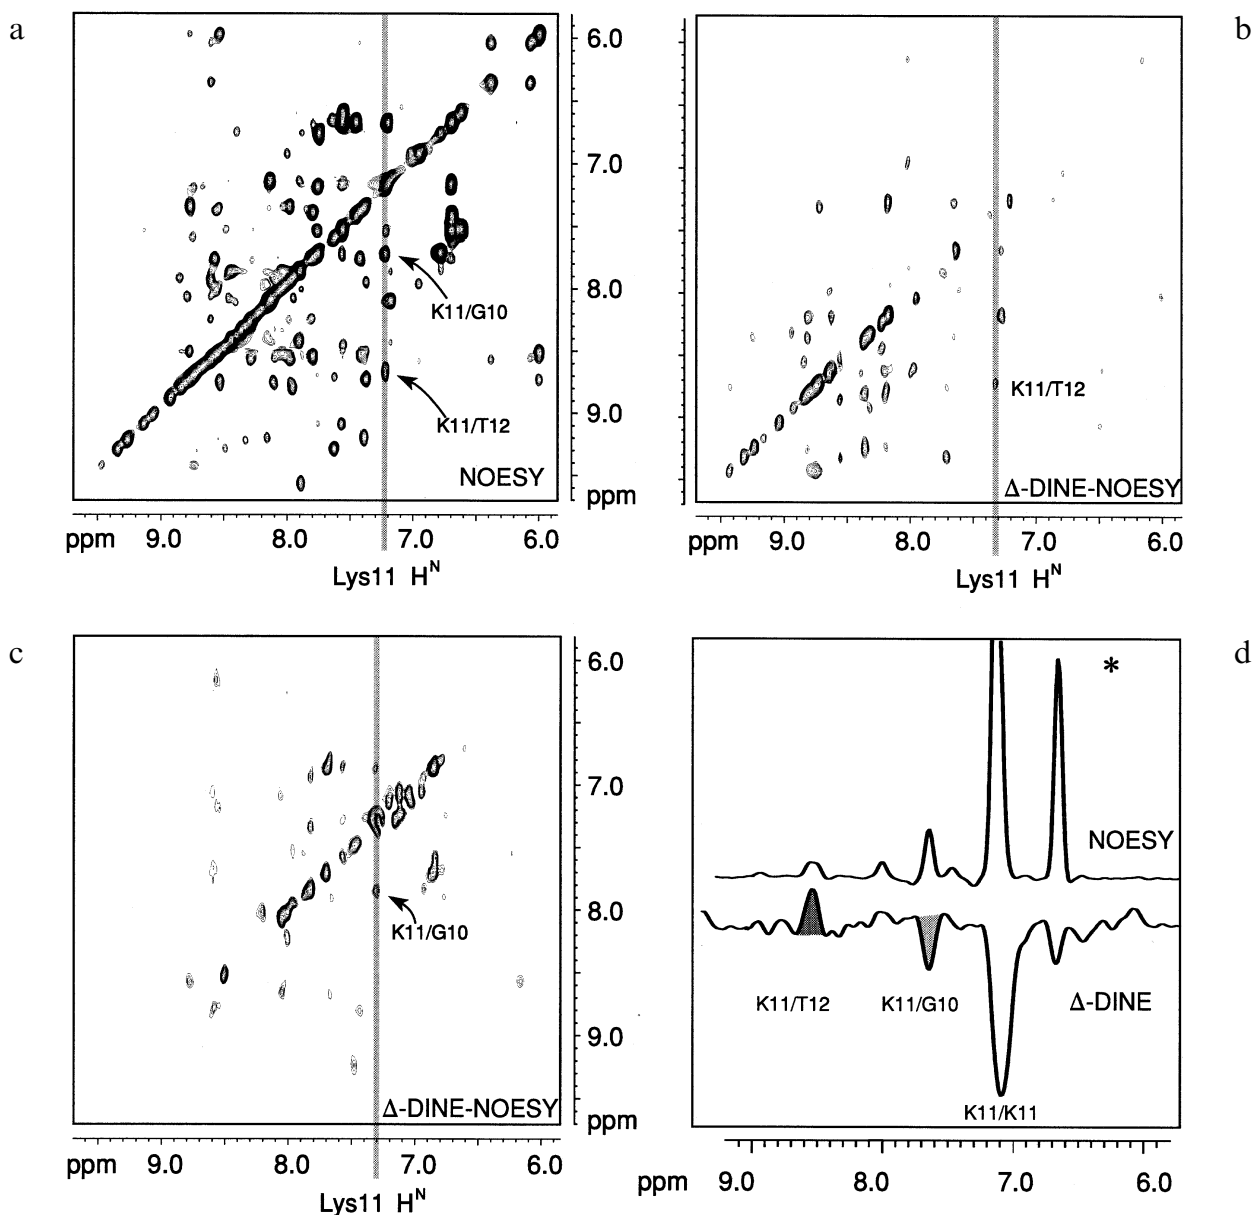 a
6.0
7.0
8.0
9.0
ppm
K11/G10
K11/T12
NOESY
ppm 9.0 8.0 7.0 6.0
Lys11 Hᴺ
b
K11/T12
Δ-DINE-NOESY
ppm 9.0 8.0 7.0 6.0
Lys11 Hᴺ
c
6.0
7.0
8.0
9.0
ppm
K11/G10
Δ-DINE-NOESY
ppm 9.0 8.0 7.0 6.0
Lys11 Hᴺ
d
*
NOESY
K11/T12 K11/G10 Δ-DINE
K11/K11
ppm 9.0 8.0 7.0 6.0